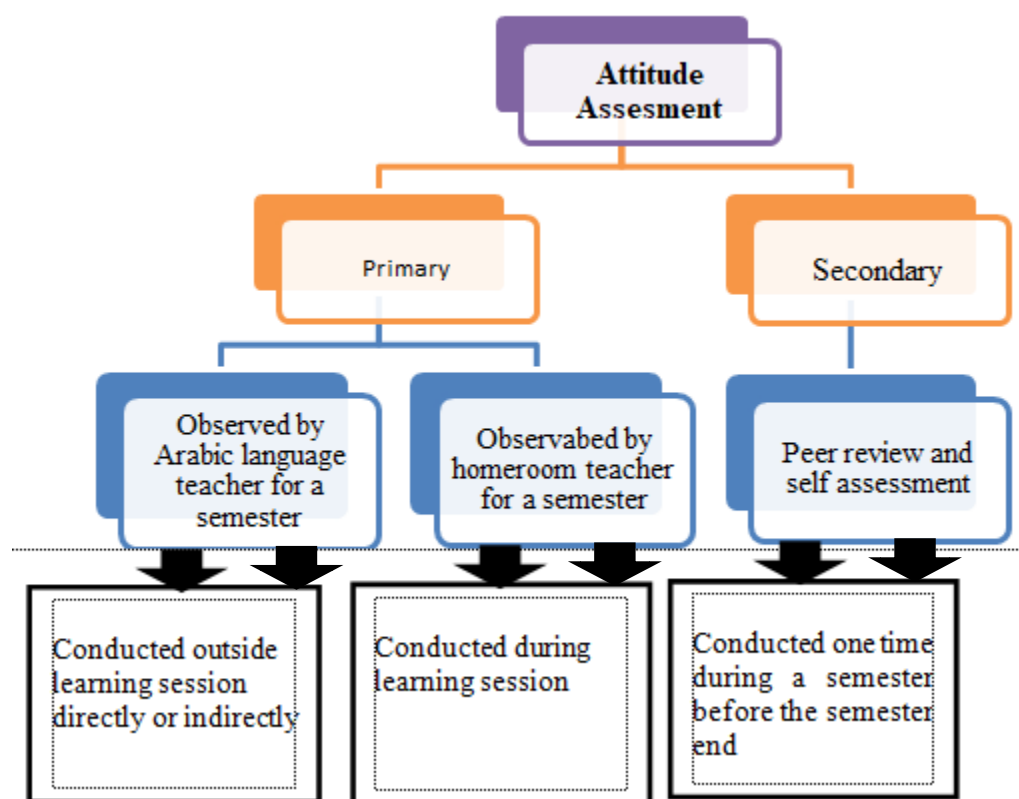 Attitude
Assesment
Primary
Secondary
Observed by
Arabic language
teacher for a
semester
Observabed by
homeroom teacher
for a semester
Peer review and
self assessment
Conducted outside
learning session
directly or indirectly
Conducted during
learning session
Conducted one time
during a semester
before the semester
end